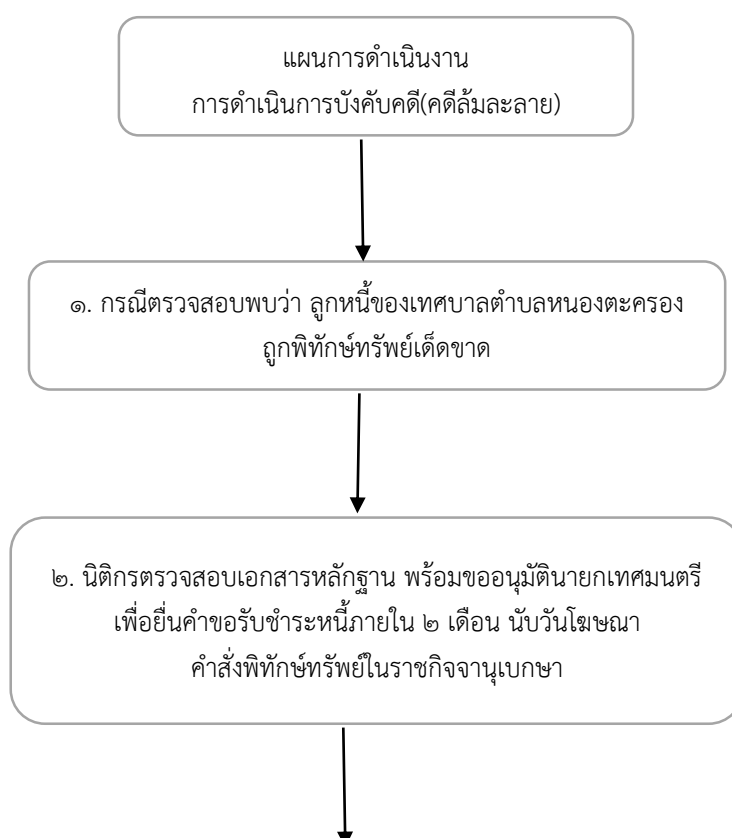 แผนการดำเนินงาน
การดำเนินการบังคับคดี(คดีล้มละลาย)
๑. กรณีตรวจสอบพบว่า ลูกหนี้ของเทศบาลตำบลหนองตะครอง
ถูกพิทักษ์ทรัพย์เด็ดขาด
๒. นิติกรตรวจสอบเอกสารหลักฐาน พร้อมขออนุมัตินายกเทศมนตรี
เพื่อยื่นคำขอรับชำระหนี้ภายใน ๒ เดือน นับวันโฆษณา
คำสั่งพิทักษ์ทรัพย์ในราชกิจจานุเบกษา